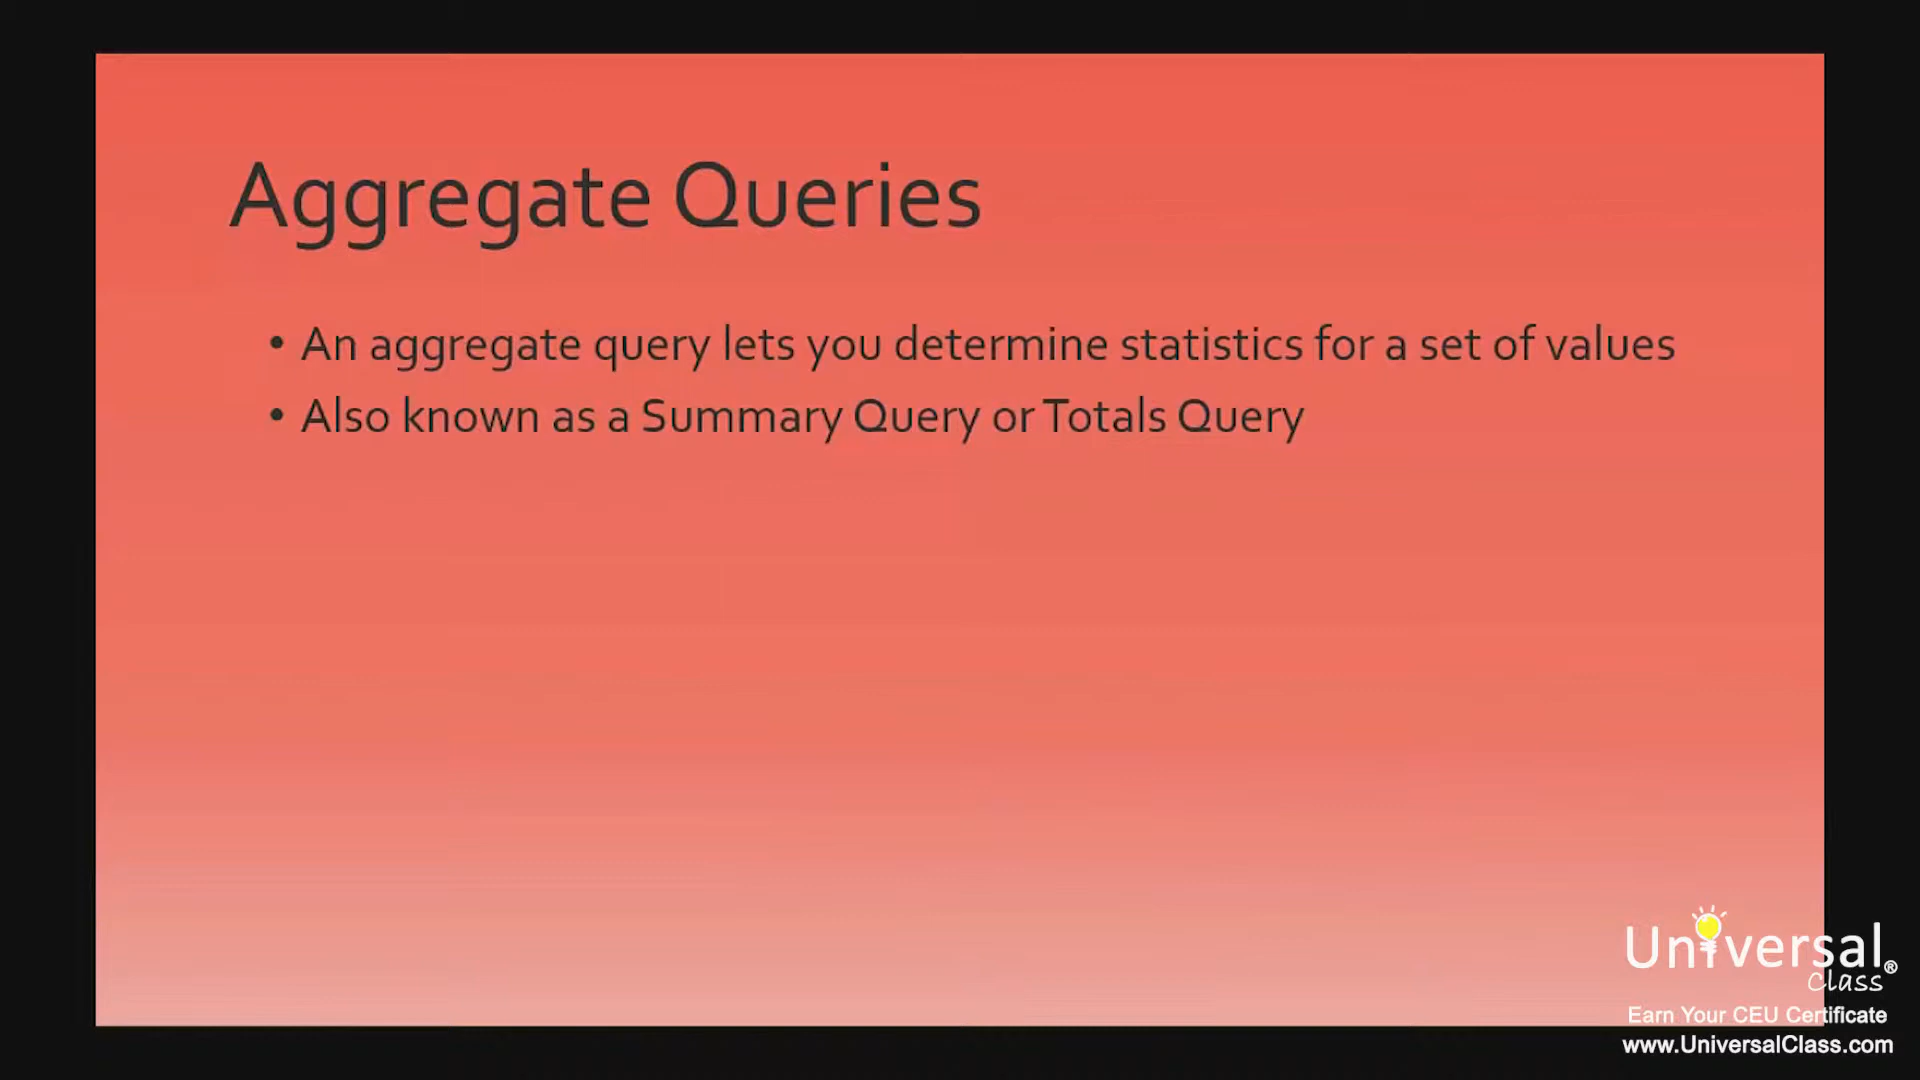 Aggregate Queries
• An aggregate query lets you determine statistics for a set of values
• Also known as a Summary Query or Totals Query
Universal®
Class
Earn Your CEU Certificate
www.UniversalClass.com